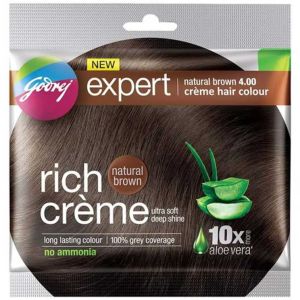 Godrej
NEW
expert
natural brown 4.00
crème hair colour
rich
crème
natural
brown
ultra soft
deep shine
long lasting colour | 100% grey coverage
no ammonia
10x more
aloe vera*